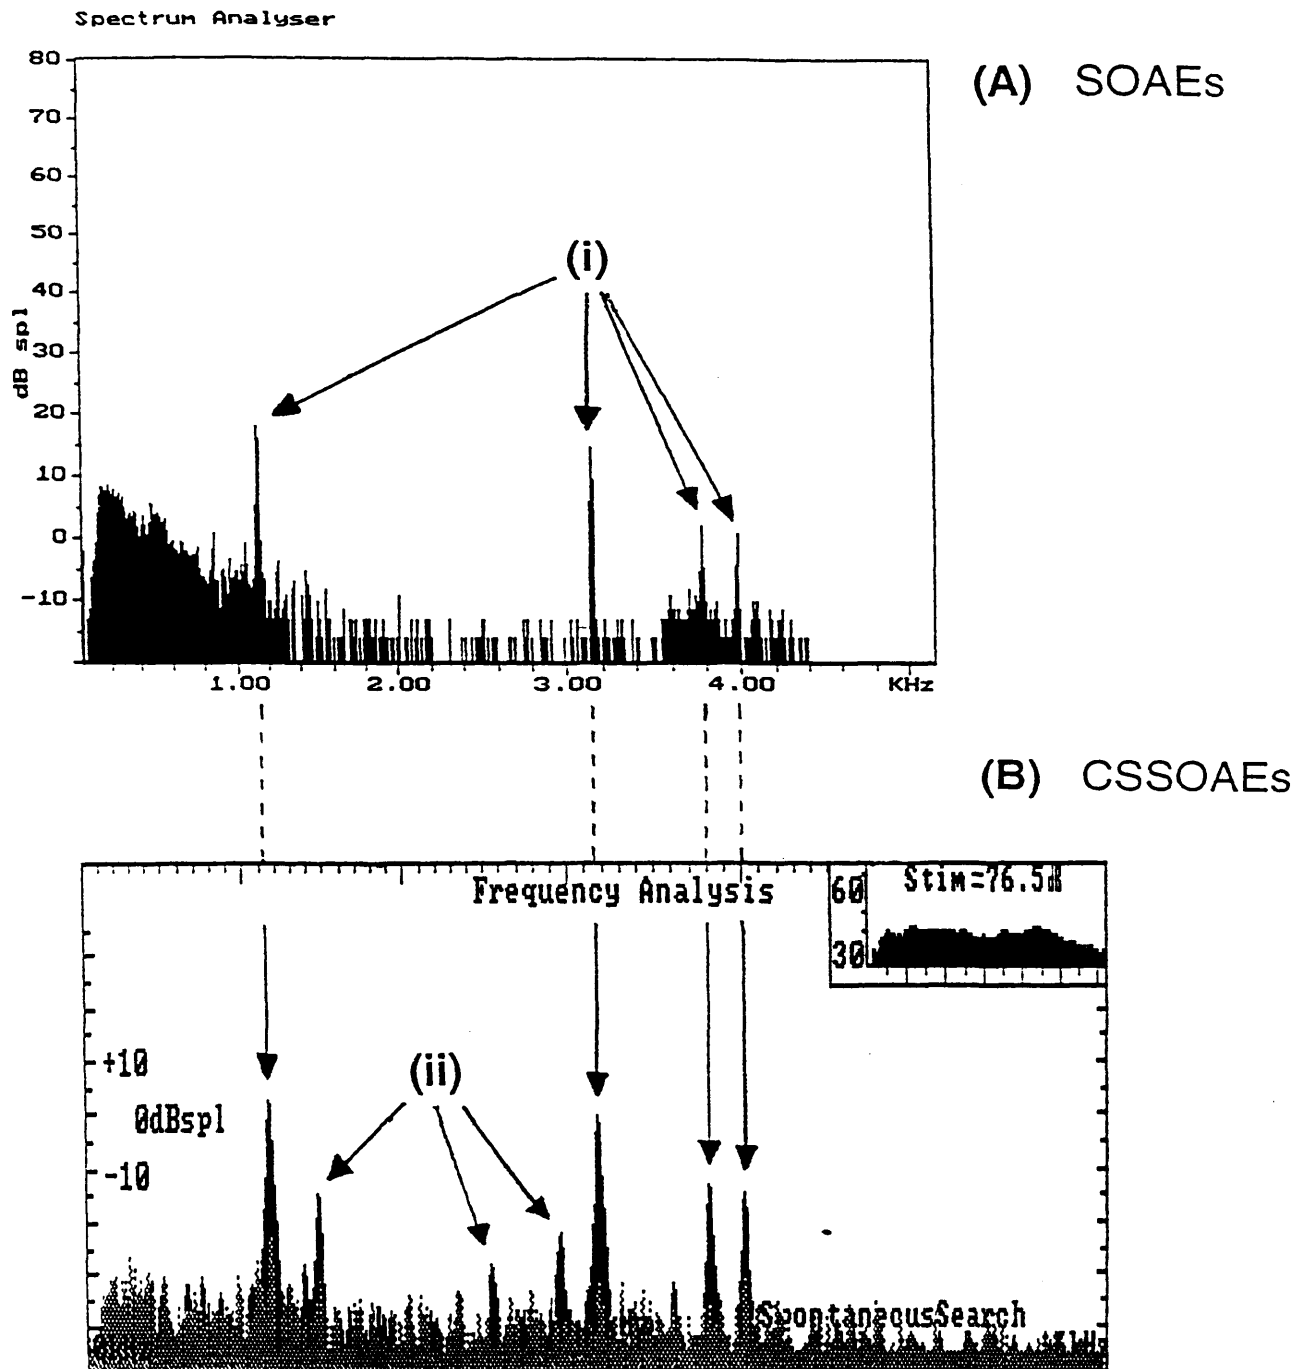 Spectrum Analyser
(A) SOAEs
80
70
60
50
(i)
40
30
dB spl
20
10
0
-10
1.00 2.00 3.00 4.00 KHz
(B) CSSOAEs
Frequency Analysis
60 Stim=76.5dB
30
+10
(ii)
0dBspl
-10
SpontaneousSearch